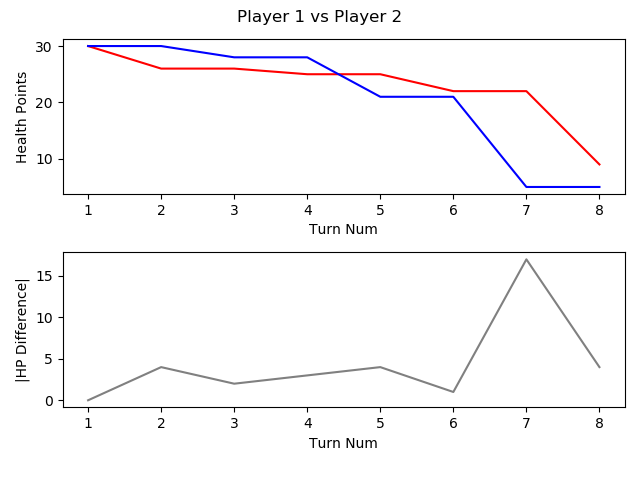 Player 1 vs Player 2
30
20
10
Health Points
1 2 3 4 5 6 7 8
Turn Num
15
10
5
0
|HP Difference|
1 2 3 4 5 6 7 8
Turn Num